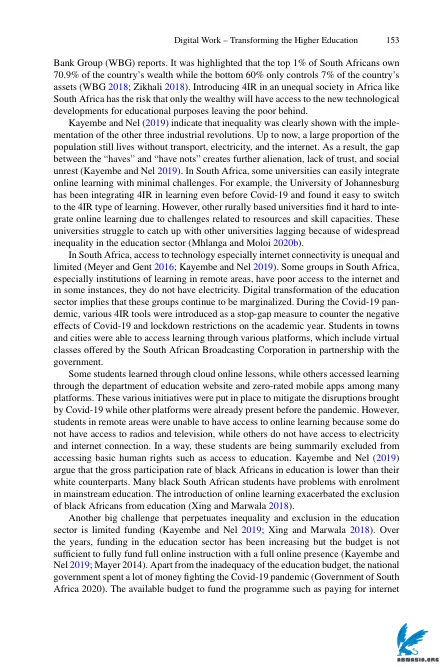 Digital Work – Transforming the Higher Education 153
Bank Group (WBG) reports. It was highlighted that the top 1% of South Africans own
70.9% of the country's wealth while the bottom 60% only controls 7% of the country's
assets (WBG 2018; Zikhali 2018). Introducing 4IR in an unequal society in Africa like
South Africa has the risk that only the wealthy will have access to the new technological
developments for educational purposes leaving the poor behind.
Kayembe and Nel (2019) indicate that inequality was clearly shown with the imple-
mentation of the other three industrial revolutions. Up to now, a large proportion of the
population still lives without transport, electricity, and the internet. As a result, the gap
between the “haves” and “have nots” creates further alienation, lack of trust, and social
unrest (Kayembe and Nel 2019). In South Africa, some universities can easily integrate
online learning with minimal challenges. For example, the University of Johannesburg
has been integrating 4IR in learning even before Covid-19 and found it easy to switch
to the 4IR type of learning. However, other rurally based universities find it hard to inte-
grate online learning due to challenges related to resources and skill capacities. These
universities struggle to catch up with other universities lagging because of widespread
inequality in the education sector (Mhlanga and Moloi 2020b).
In South Africa, access to technology especially internet connectivity is unequal and
limited (Meyer and Gent 2016; Kayembe and Nel 2019). Some groups in South Africa,
especially institutions of learning in remote areas, have poor access to the internet and
in some instances, they do not have electricity. Digital transformation of the education
sector implies that these groups continue to be marginalized. During the Covid-19 pan-
demic, various 4IR tools were introduced as a stop-gap measure to counter the negative
effects of Covid-19 and lockdown restrictions on the academic year. Students in towns
and cities were able to access learning through various platforms, which include virtual
classes offered by the South African Broadcasting Corporation in partnership with the
government.
Some students learned through cloud online lessons, while others accessed learning
through the department of education website and zero-rated mobile apps among many
platforms. These various initiatives were put in place to mitigate the disruptions brought
by Covid-19 while other platforms were already present before the pandemic. However,
students in remote areas were unable to have access to online learning because some do
not have access to radios and television, while others do not have access to electricity
and internet connection. In a way, these students are being summarily excluded from
accessing basic human rights such as access to education. Kayembe and Nel (2019)
argue that the gross participation rate of black Africans in education is lower than their
white counterparts. Many black South African students have problems with enrolment
in mainstream education. The introduction of online learning exacerbated the exclusion
of black Africans from education (Xing and Marwala 2018).
Another big challenge that perpetuates inequality and exclusion in the education
sector is limited funding (Kayembe and Nel 2019; Xing and Marwala 2018). Over
the years, funding in the education sector has been increasing but the budget is not
sufficient to fully fund full online instruction with a full online presence (Kayembe and
Nel 2019; Mayer 2014). Apart from the inadequacy of the education budget, the national
government spent a lot of money fighting the Covid-19 pandemic (Government of South
Africa 2020). The available budget to fund the programme such as paying for internet